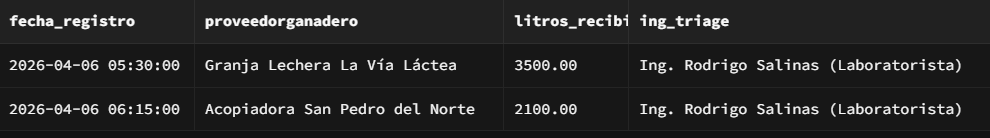 fecha_registro proveedorganadero litros_recibi ing_triage
2026-04-06 05:30:00 Granja Lechera La Vía Láctea 3500.00 Ing. Rodrigo Salinas (Laboratorista)
2026-04-06 06:15:00 Acopiadora San Pedro del Norte 2100.00 Ing. Rodrigo Salinas (Laboratorista)